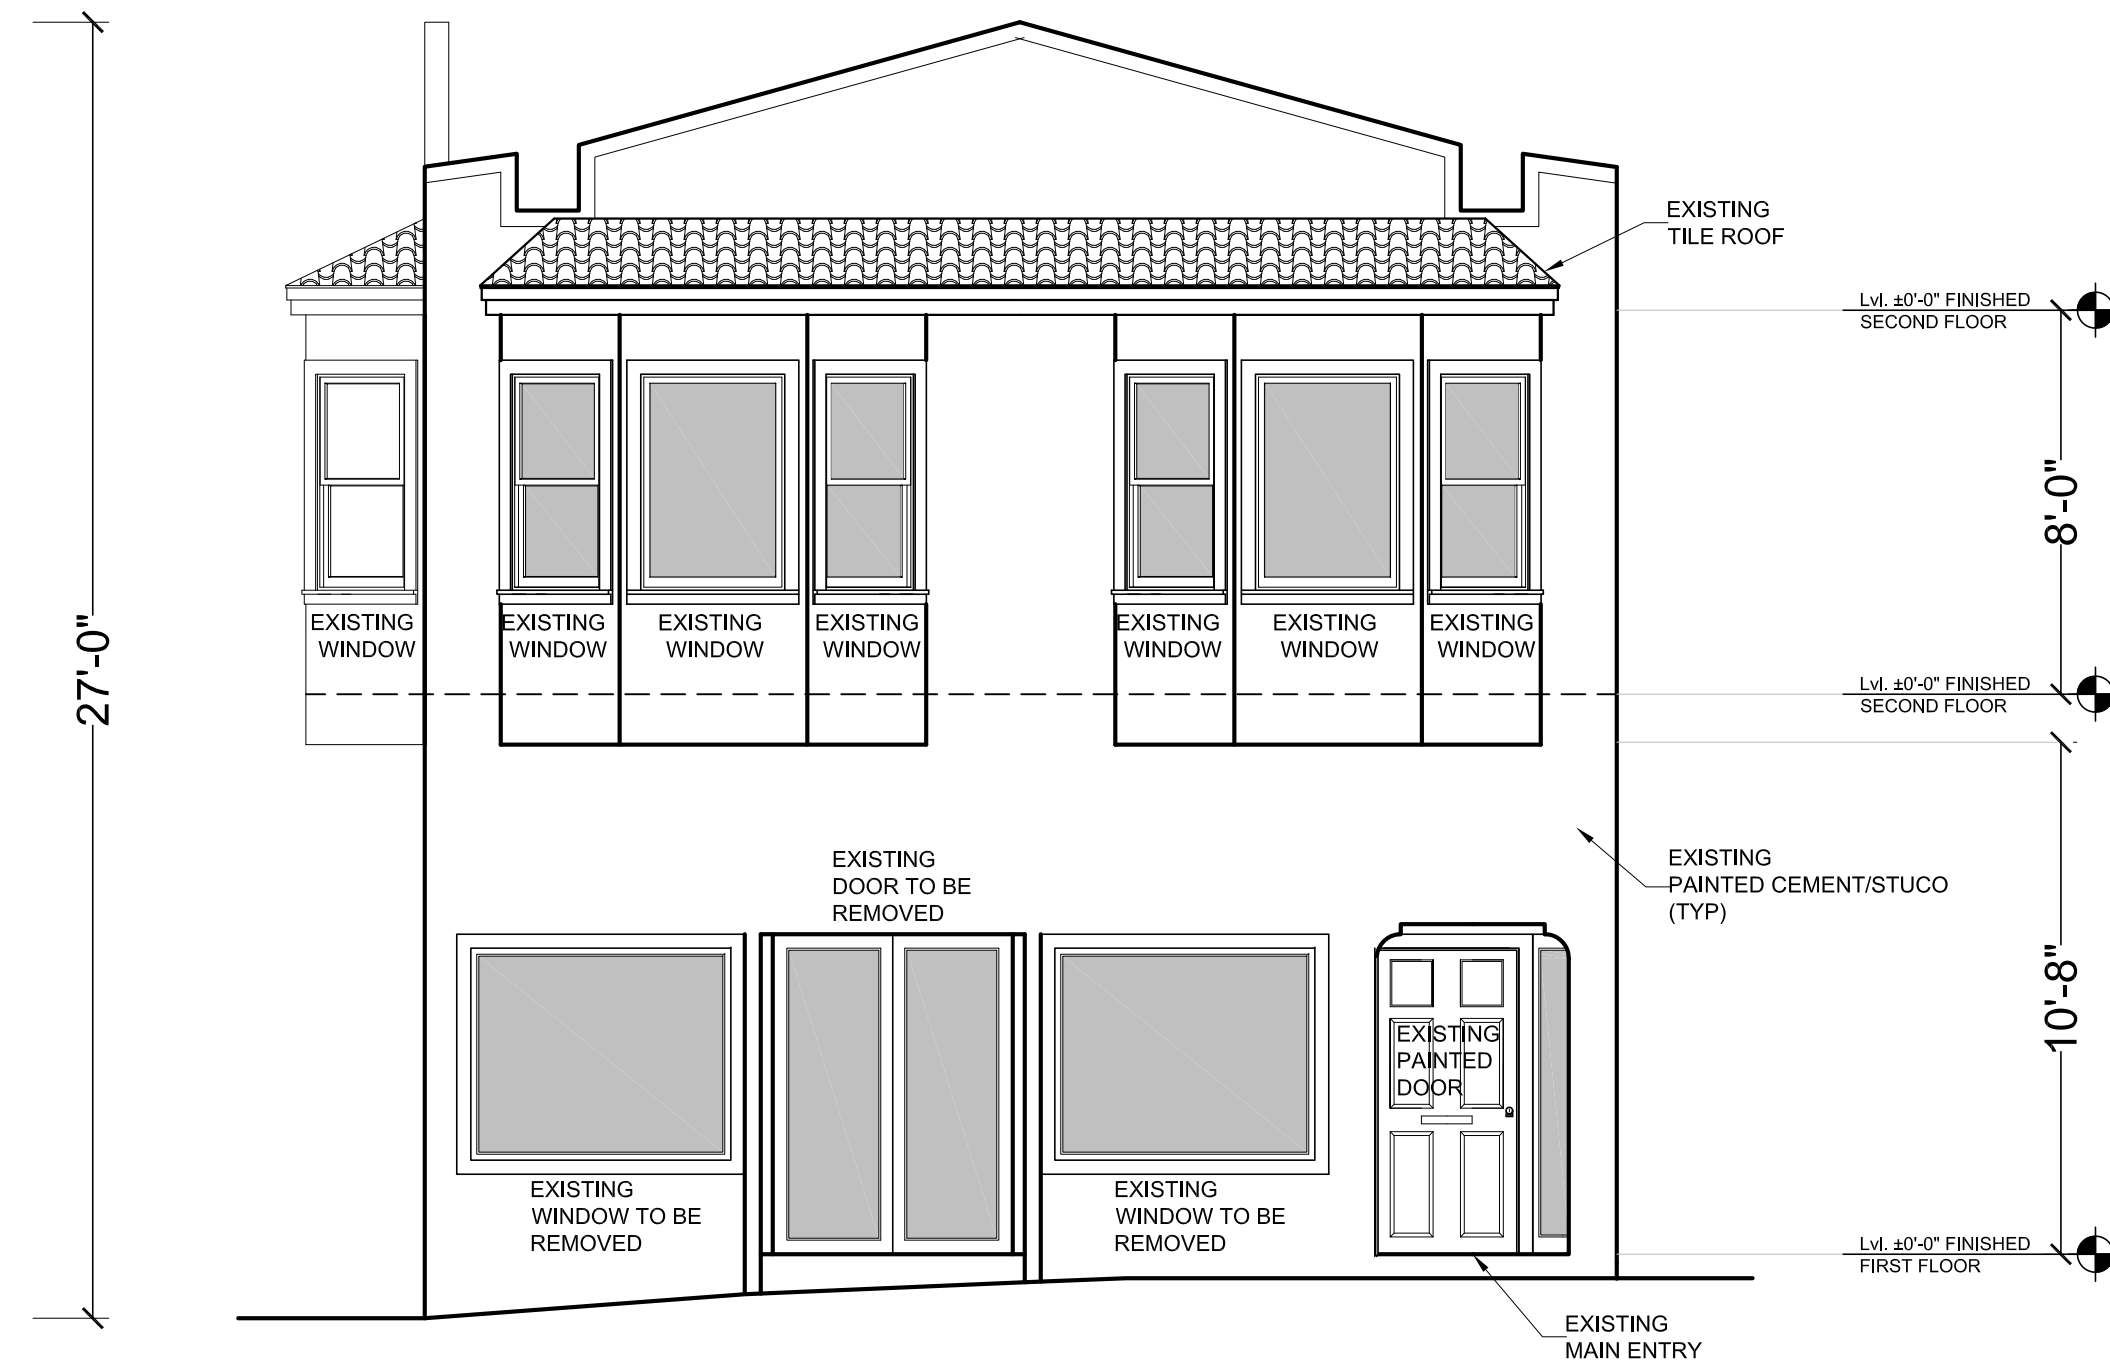 EXISTING
TILE ROOF
Lvl. ±0'-0" FINISHED
SECOND FLOOR
8'-0"
27'-0"
EXISTING
WINDOW
EXISTING
WINDOW
EXISTING
WINDOW
EXISTING
WINDOW
EXISTING
WINDOW
EXISTING
WINDOW
EXISTING
WINDOW
Lvl. ±0'-0" FINISHED
SECOND FLOOR
EXISTING
DOOR TO BE
REMOVED
EXISTING
PAINTED CEMENT/STUCO
(TYP)
10'-8"
EXISTING
PAINTED
DOOR
EXISTING
WINDOW TO BE
REMOVED
EXISTING
WINDOW TO BE
REMOVED
Lvl. ±0'-0" FINISHED
FIRST FLOOR
EXISTING
MAIN ENTRY